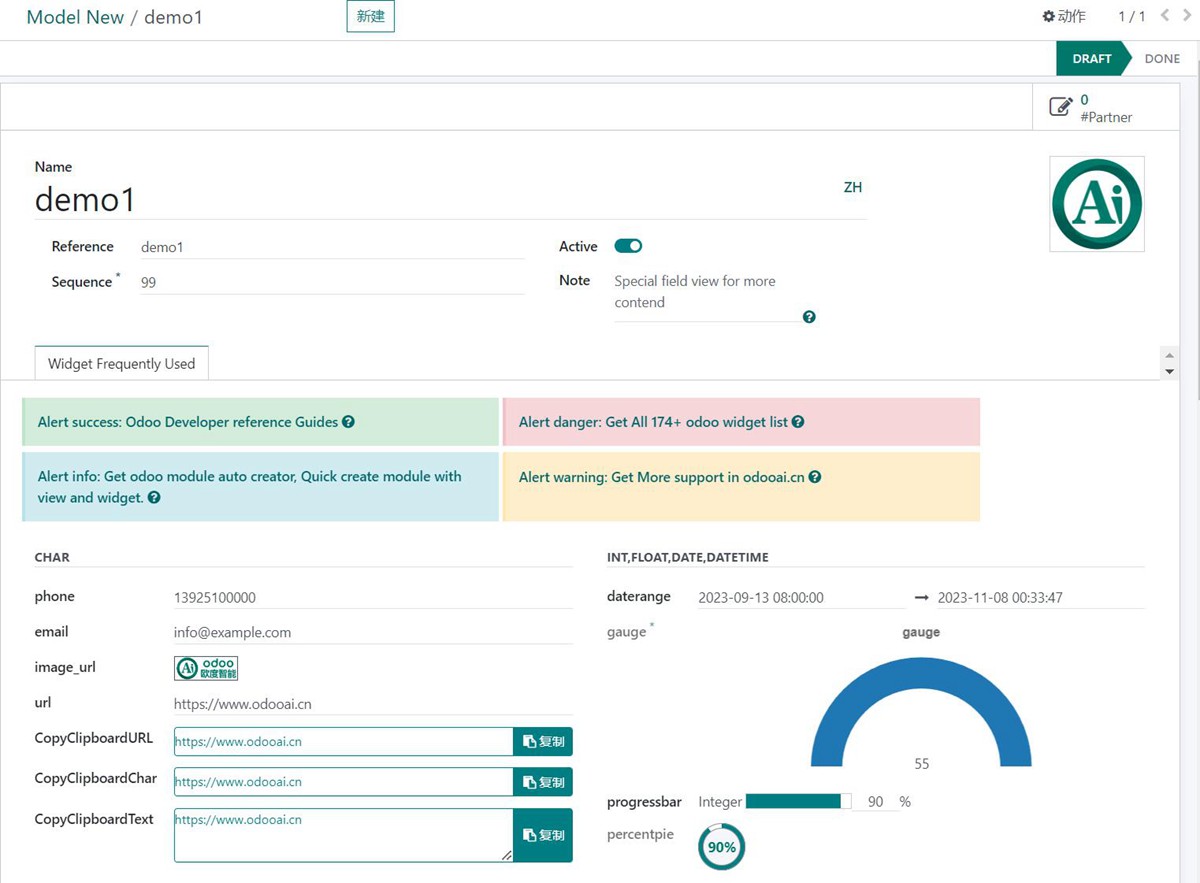 Model New / demo1 新建 动作 1 / 1
DRAFT DONE
0
#Partner
Name
demo1 ZH
Ai
Reference demo1 Active
Sequence * 99 Note Special field view for more
contend
Widget Frequently Used
Alert success: Odoo Developer reference Guides
Alert danger: Get All 174+ odoo widget list
Alert info: Get odoo module auto creator, Quick create module with
view and widget.
Alert warning: Get More support in odooai.cn
CHAR
phone 13925100000
email info@example.com
image_url Ai odoo
欧度智能
url https://www.odooai.cn
CopyClipboardURL https://www.odooai.cn 复制
CopyClipboardChar https://www.odooai.cn 复制
CopyClipboardText https://www.odooai.cn 复制
INT,FLOAT,DATE,DATETIME
daterange 2023-09-13 08:00:00 → 2023-11-08 00:33:47
gauge * gauge
55
progressbar Integer 90 %
percentpie 90%